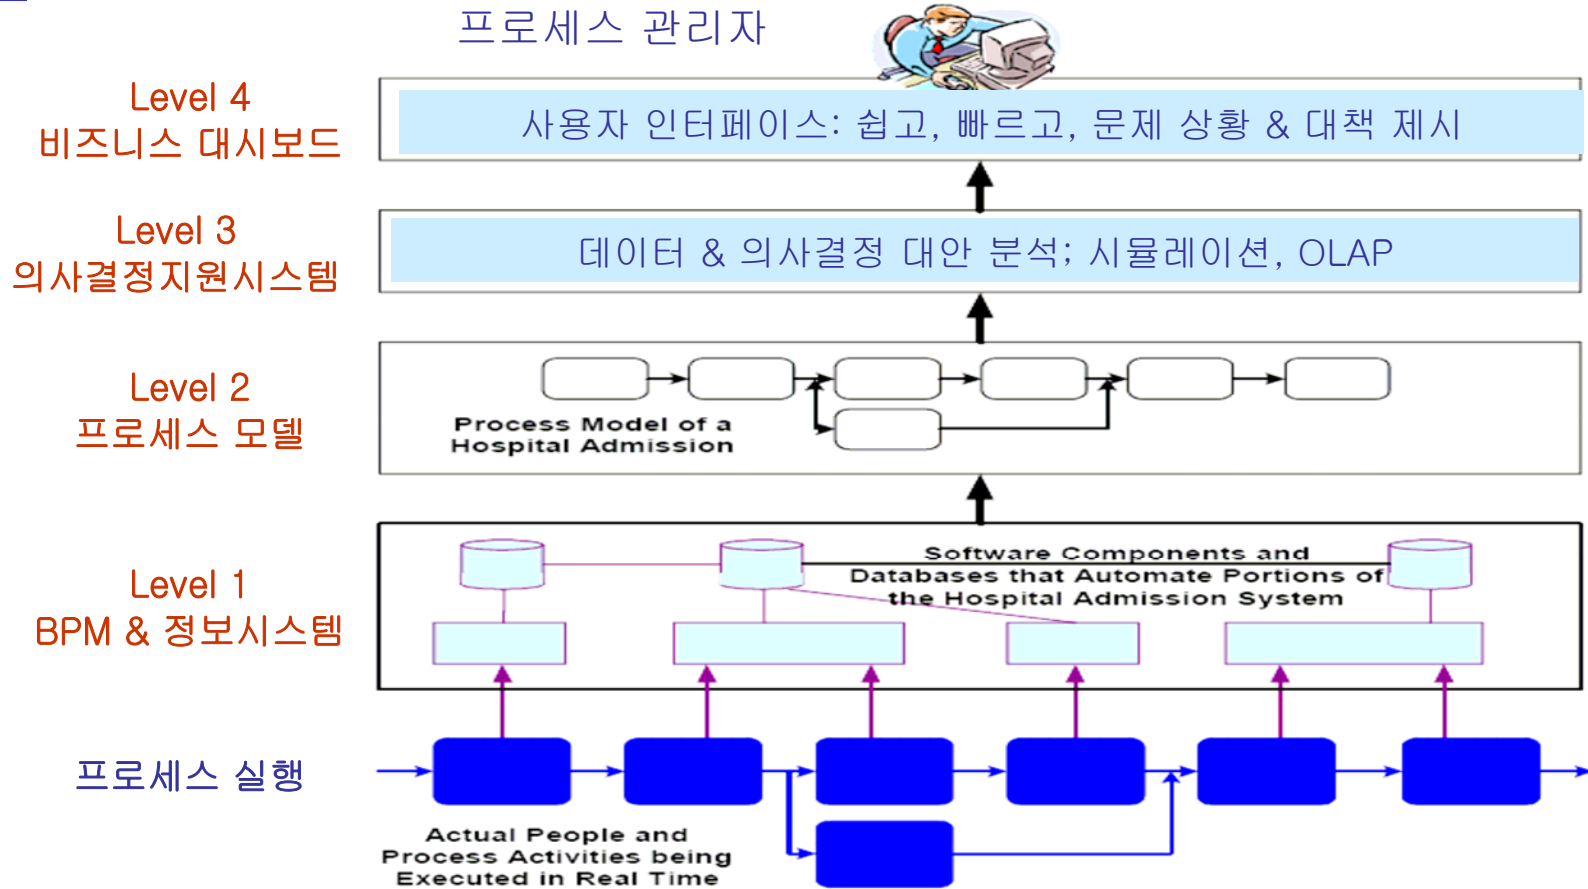 프로세스 관리자
Level 4
비즈니스 대시보드
사용자 인터페이스: 쉽고, 빠르고, 문제 상황 & 대책 제시
Level 3
의사결정지원시스템
데이터 & 의사결정 대안 분석; 시뮬레이션, OLAP
Level 2
프로세스 모델
Process Model of a
Hospital Admission
Level 1
BPM & 정보시스템
Software Components and
Databases that Automate Portions of
the Hospital Admission System
프로세스 실행
Actual People and
Process Activities being
Executed in Real Time